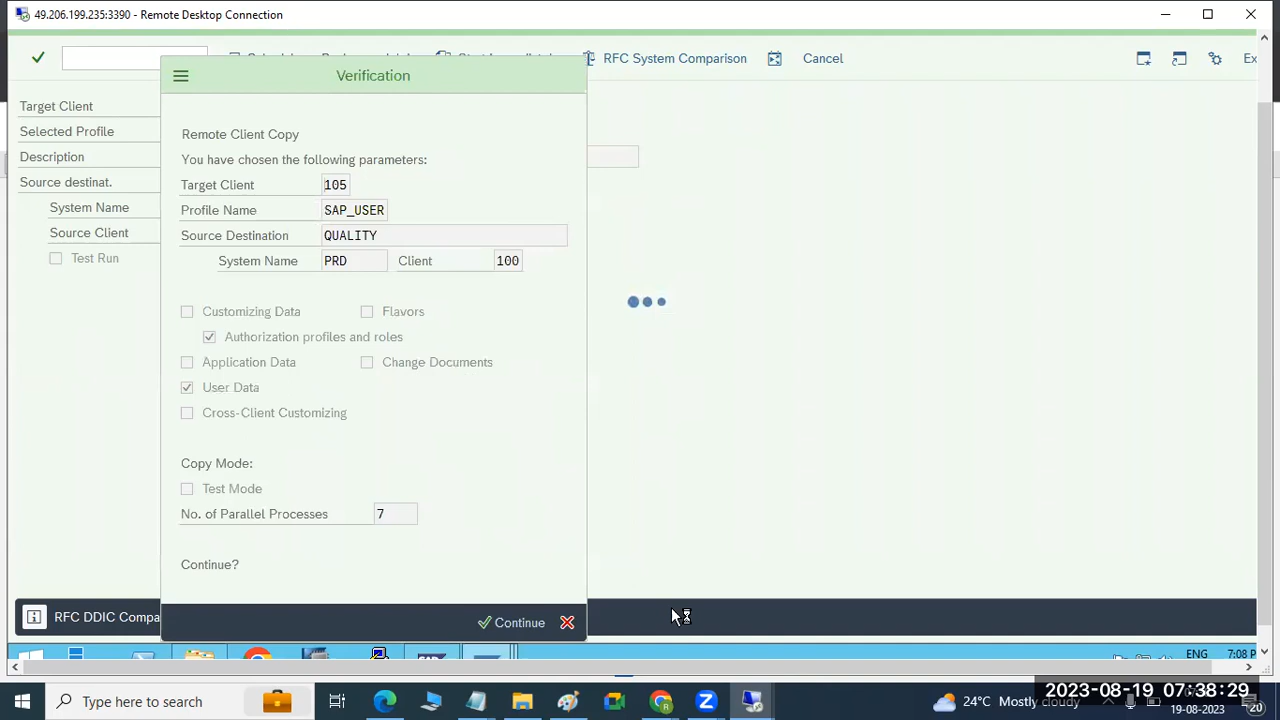 49.206.199.235:3390 - Remote Desktop Connection
RFC System Comparison
Cancel
Ex
Verification
Target Client
Selected Profile
Description
Source destinat.
System Name
Source Client
Test Run
Remote Client Copy
You have chosen the following parameters:
Target Client 105
Profile Name SAP_USER
Source Destination QUALITY
System Name PRD Client 100
Customizing Data Flavors
Authorization profiles and roles
Application Data Change Documents
User Data
Cross-Client Customizing
Copy Mode:
Test Mode
No. of Parallel Processes 7
Continue?
Continue
RFC DDIC Compa
ENG 7:08 P
Type here to search
24°C Mostly cloudy
2023-08-19 07:38:29
19-08-2023
20